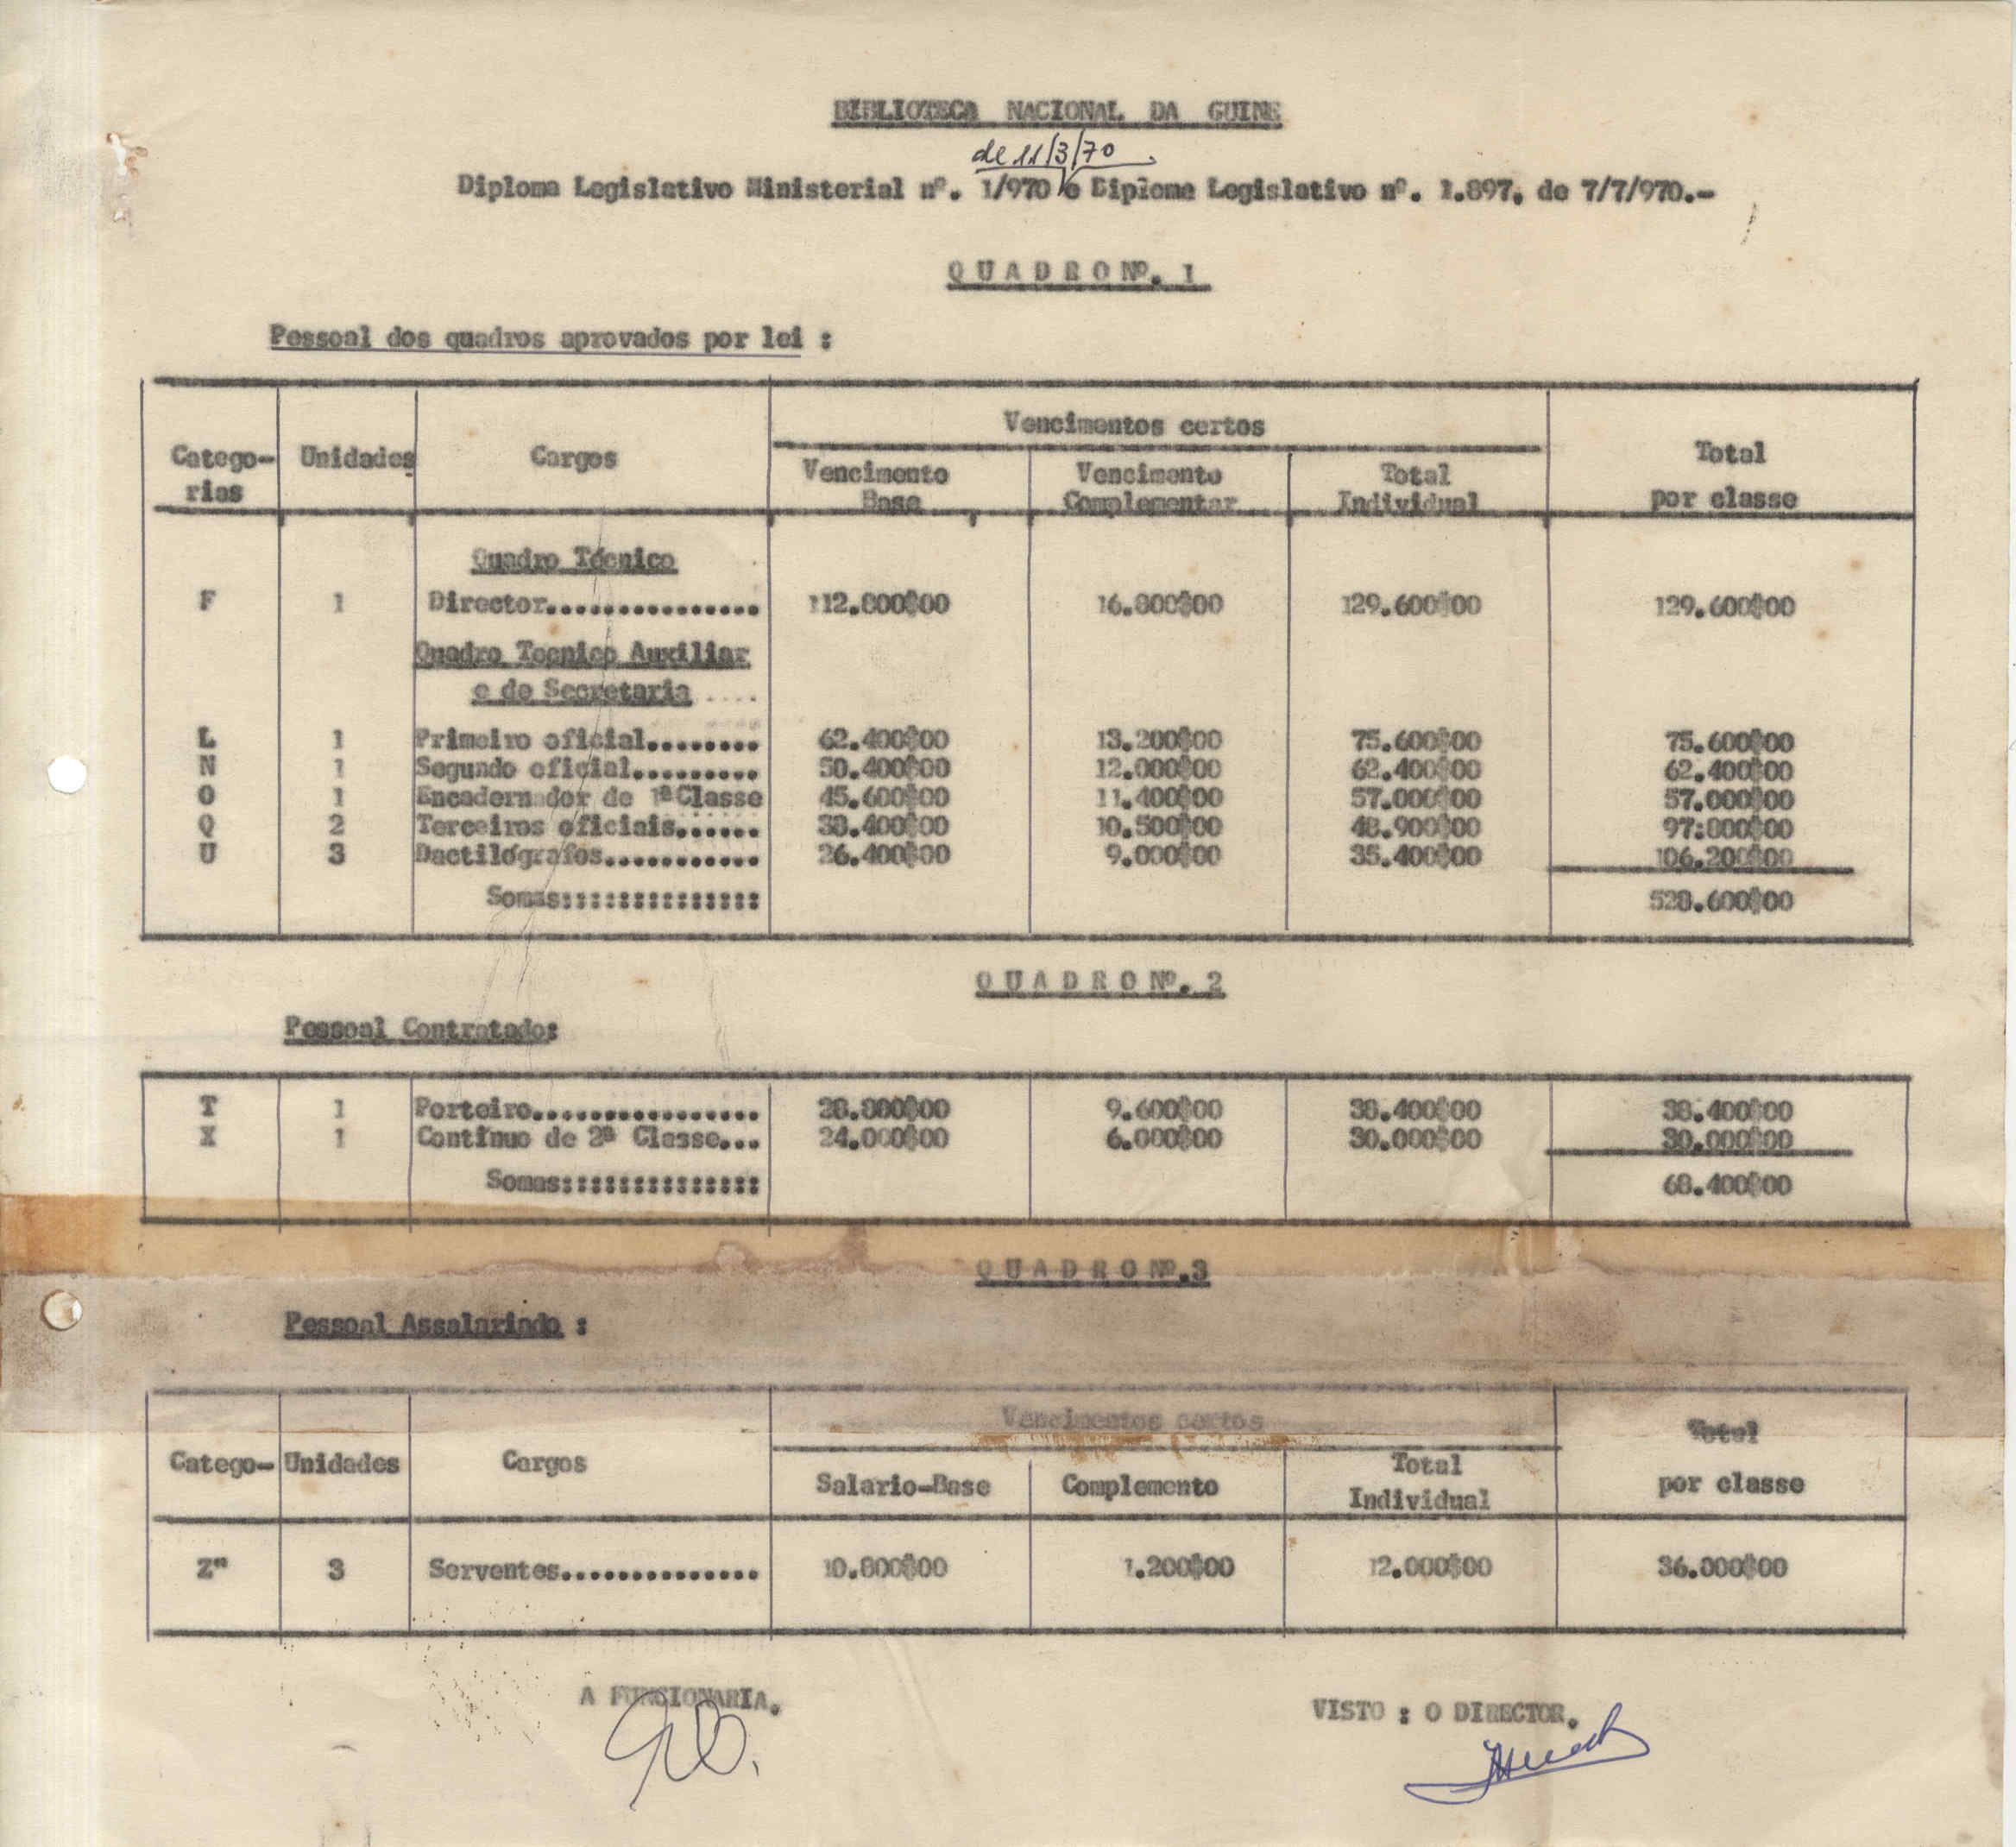 BIBLIOTECA NACIONAL DA GUINE
de 11/3/70
Diploma Legislativo Ministerial nº. 1/970 e Diploma Legislativo nº. 1.897, de 7/7/970.-
QUADRO Nº. 1
Pessoal dos quadros aprovados por lei :
Vencimentos certos
Catego- Unidades Cargos Vencimento Vencimento Total Total
rias Base Complementar Individual por classe
Quadro Técnico
F 1 Director............... 112.800$00 16.800$00 129.600$00 129.600$00
Quadro Tecnico Auxiliar
e de Secretaria ....
L 1 Primeiro oficial........ 62.400$00 13.200$00 75.600$00 75.600$00
N 1 Segundo oficial......... 50.400$00 12.000$00 62.400$00 62.400$00
O 1 Encadernador de 1ª Classe 45.600$00 11.400$00 57.000$00 57.000$00
Q 2 Terceiros oficiais...... 38.400$00 10.500$00 48.900$00 97:800$00
U 3 Dactilógrafos........... 26.400$00 9.000$00 35.400$00 106.200$00
Somas:::::::::::::: 528.600$00
QUADRO Nº. 2
Pessoal Contratado:
T 1 Porteiro................ 28.800$00 9.600$00 38.400$00 38.400$00
X 1 Contínuo de 2ª Classe... 24.000$00 6.000$00 30.000$00 30.000$00
Somas:::::::::::::: 68.400$00
QUADRO Nº.3
Pessoal Assalariado :
Vencimentos certos Total
Catego- Unidades Cargos Salario-Base Complemento Total por classe
Individual
Z" 3 Serventes.............. 10.800$00 1.200$00 12.000$00 36.000$00
A FUNCIONARIA.
VISTO : O DIRECTOR.